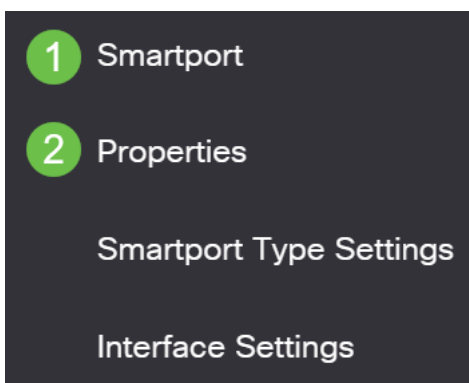 1 Smartport
2 Properties
Smartport Type Settings
Interface Settings